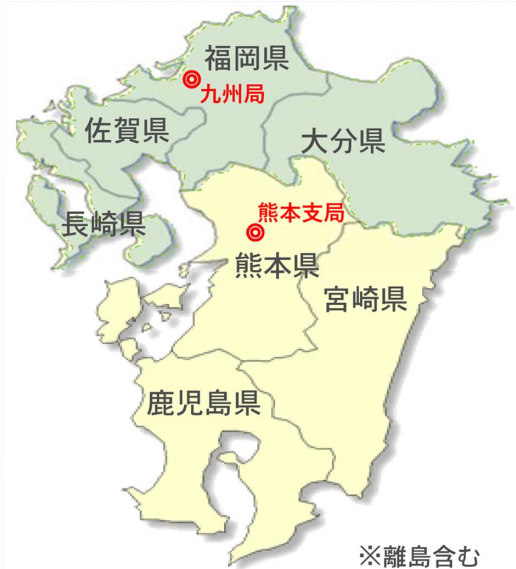 福岡県
九州局
佐賀県
大分県
長崎県
熊本支局
熊本県
宮崎県
鹿児島県
※離島含む